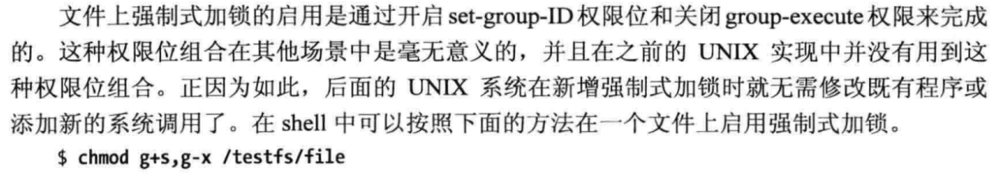 文件上强制式加锁的启用是通过开启 set-group-ID 权限位和关闭 group-execute 权限来完成
的。这种权限位组合在其他场景中是毫无意义的，并且在之前的 UNIX 实现中并没有用到这
种权限位组合。正因为如此，后面的 UNIX 系统在新增强制式加锁时就无需修改既有程序或
添加新的系统调用了。在 shell 中可以按照下面的方法在一个文件上启用强制式加锁。
$ chmod g+s,g-x /testfs/file